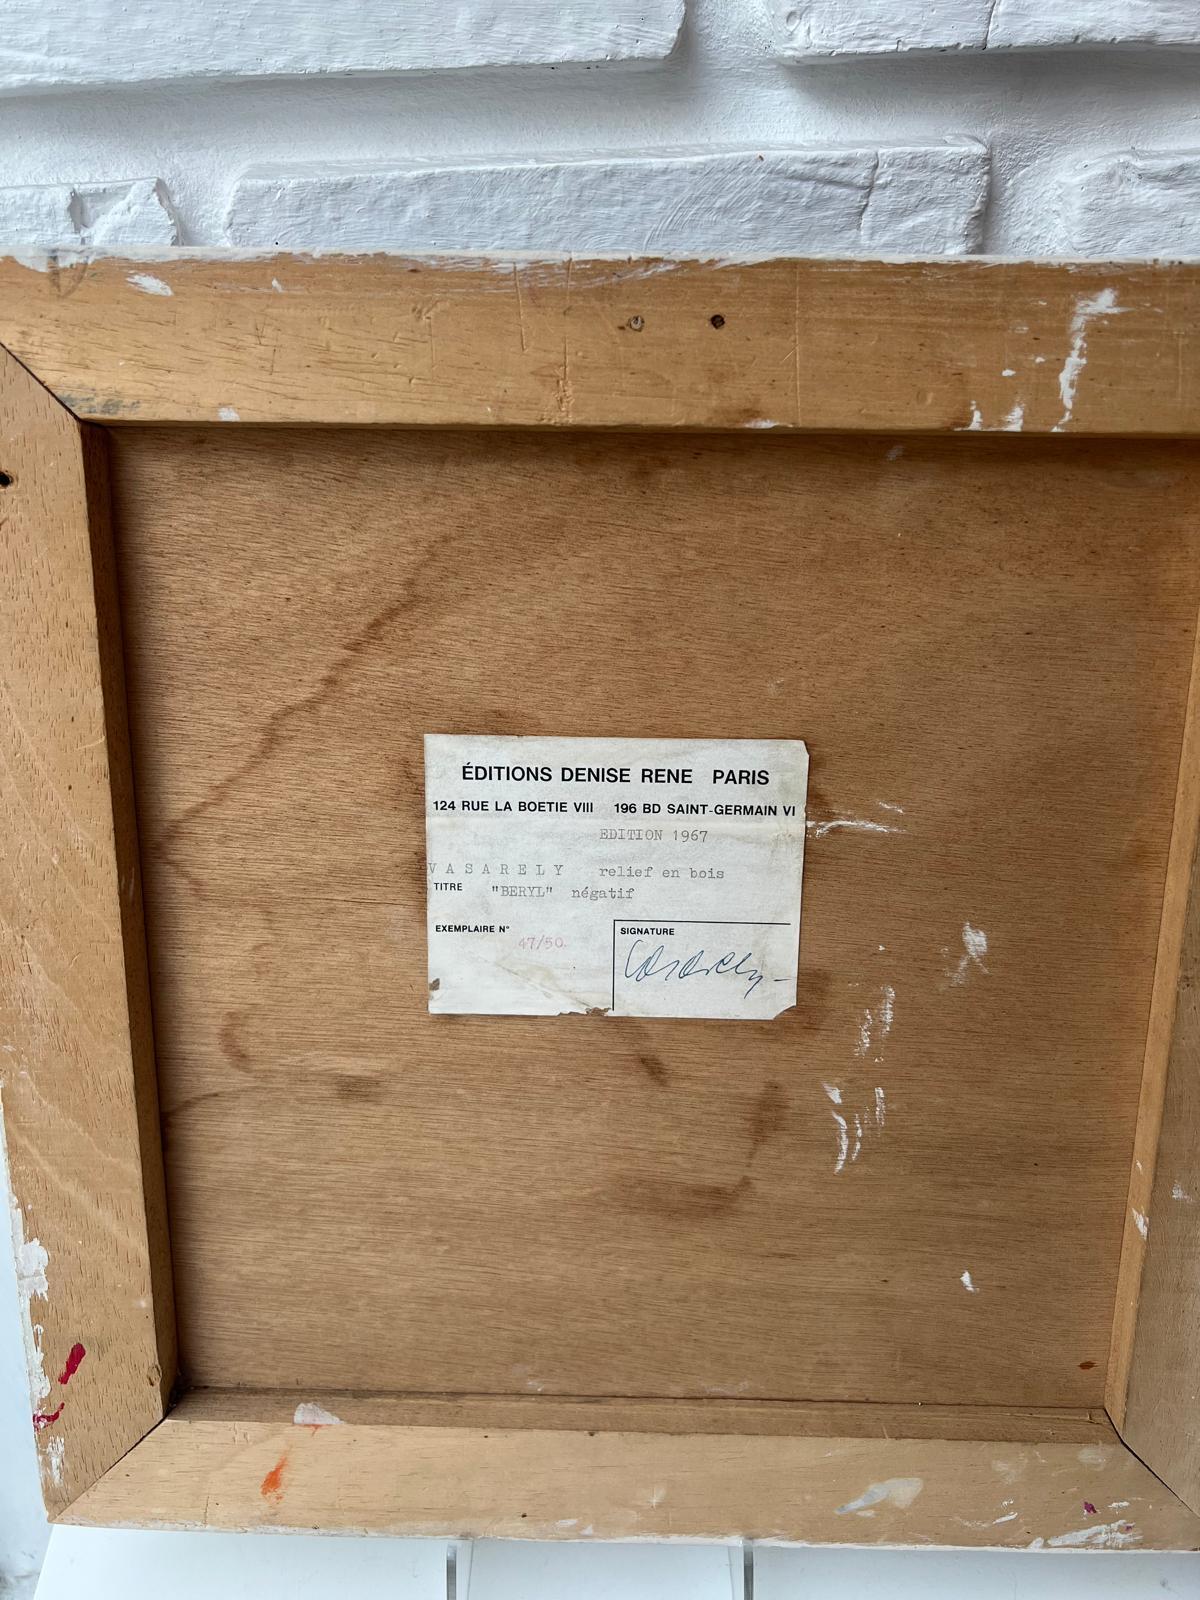 ÉDITIONS DENISE RENE PARIS
124 RUE LA BOETIE VIII 196 BD SAINT-GERMAIN VI
EDITION 1967
VASARELY relief en bois
TITRE "BERYL" négatif
EXEMPLAIRE N° 47/50
SIGNATURE
Vasarely